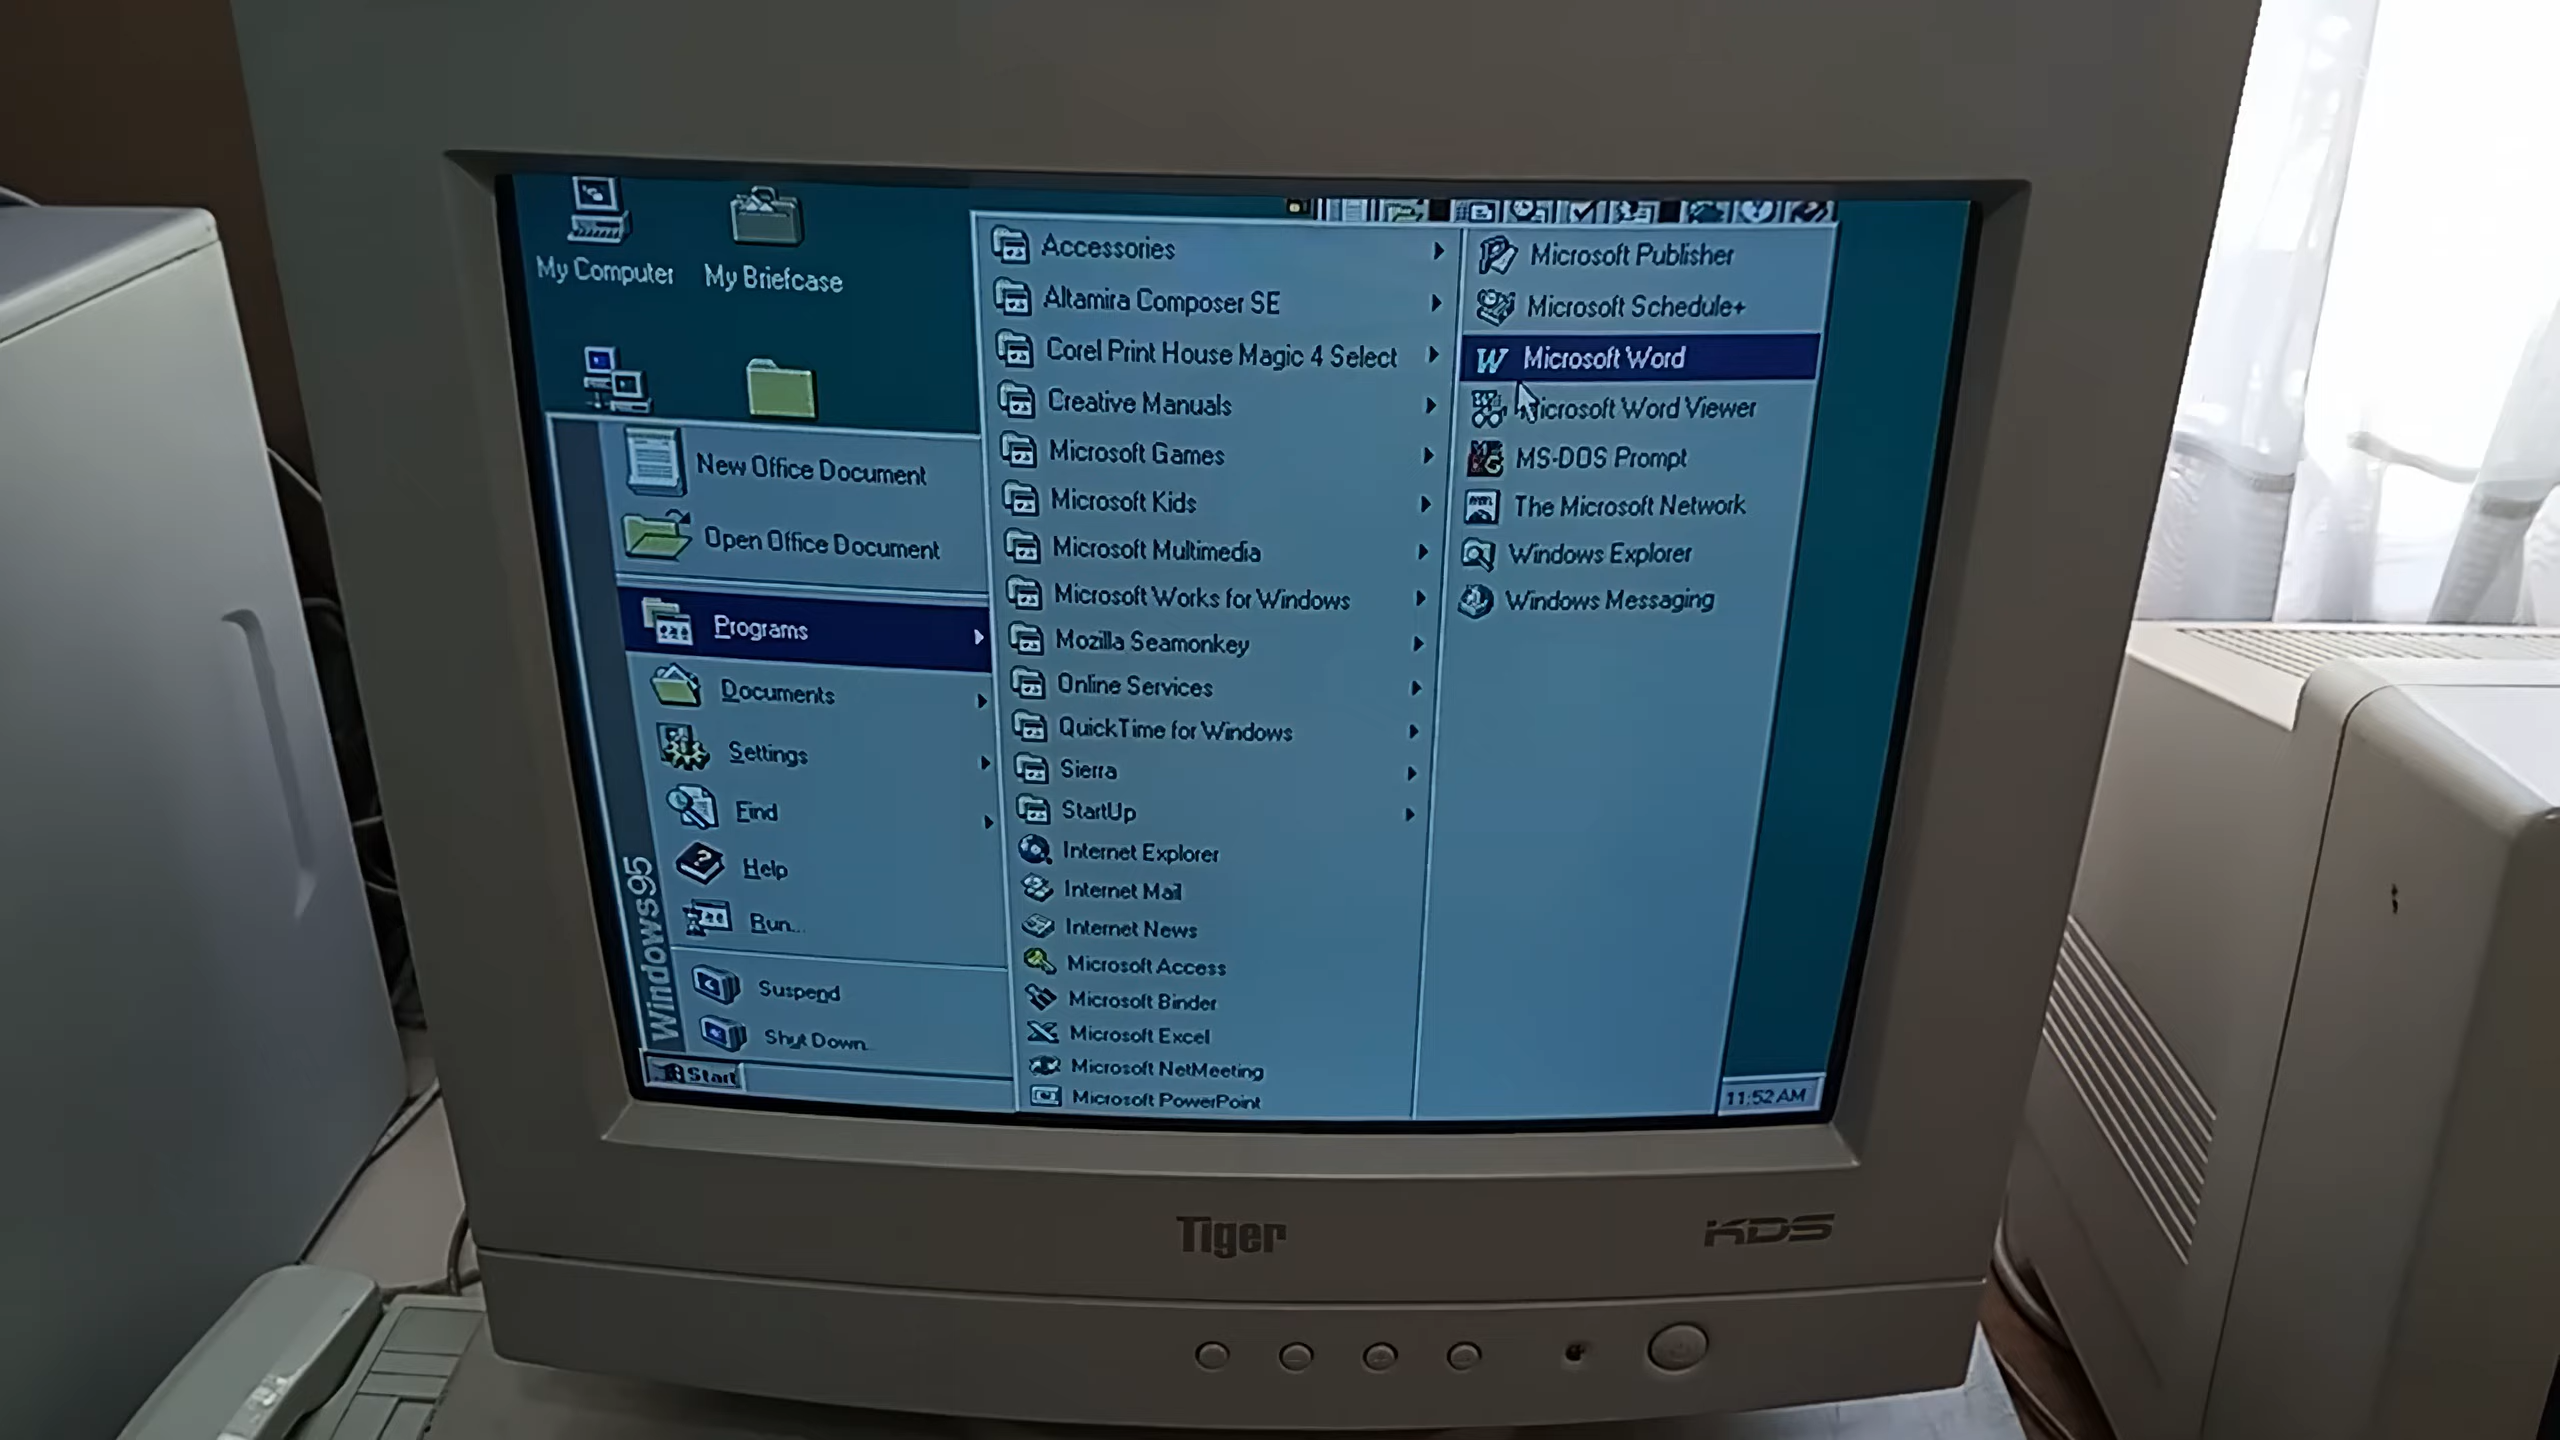 My Computer
My Briefcase
New Office Document
Open Office Document
Programs
Documents
Settings
Find
Help
Run...
Suspend
Shut Down...
Windows95
Start
Accessories
Altamira Composer SE
Corel Print House Magic 4 Select
Creative Manuals
Microsoft Games
Microsoft Kids
Microsoft Multimedia
Microsoft Works for Windows
Mozilla Seamonkey
Online Services
QuickTime for Windows
Sierra
StartUp
Internet Explorer
Internet Mail
Internet News
Microsoft Access
Microsoft Binder
Microsoft Excel
Microsoft NetMeeting
Microsoft PowerPoint
Microsoft Publisher
Microsoft Schedule+
Microsoft Word
Microsoft Word Viewer
MS-DOS Prompt
The Microsoft Network
Windows Explorer
Windows Messaging
11:52 AM
Tiger
KDS